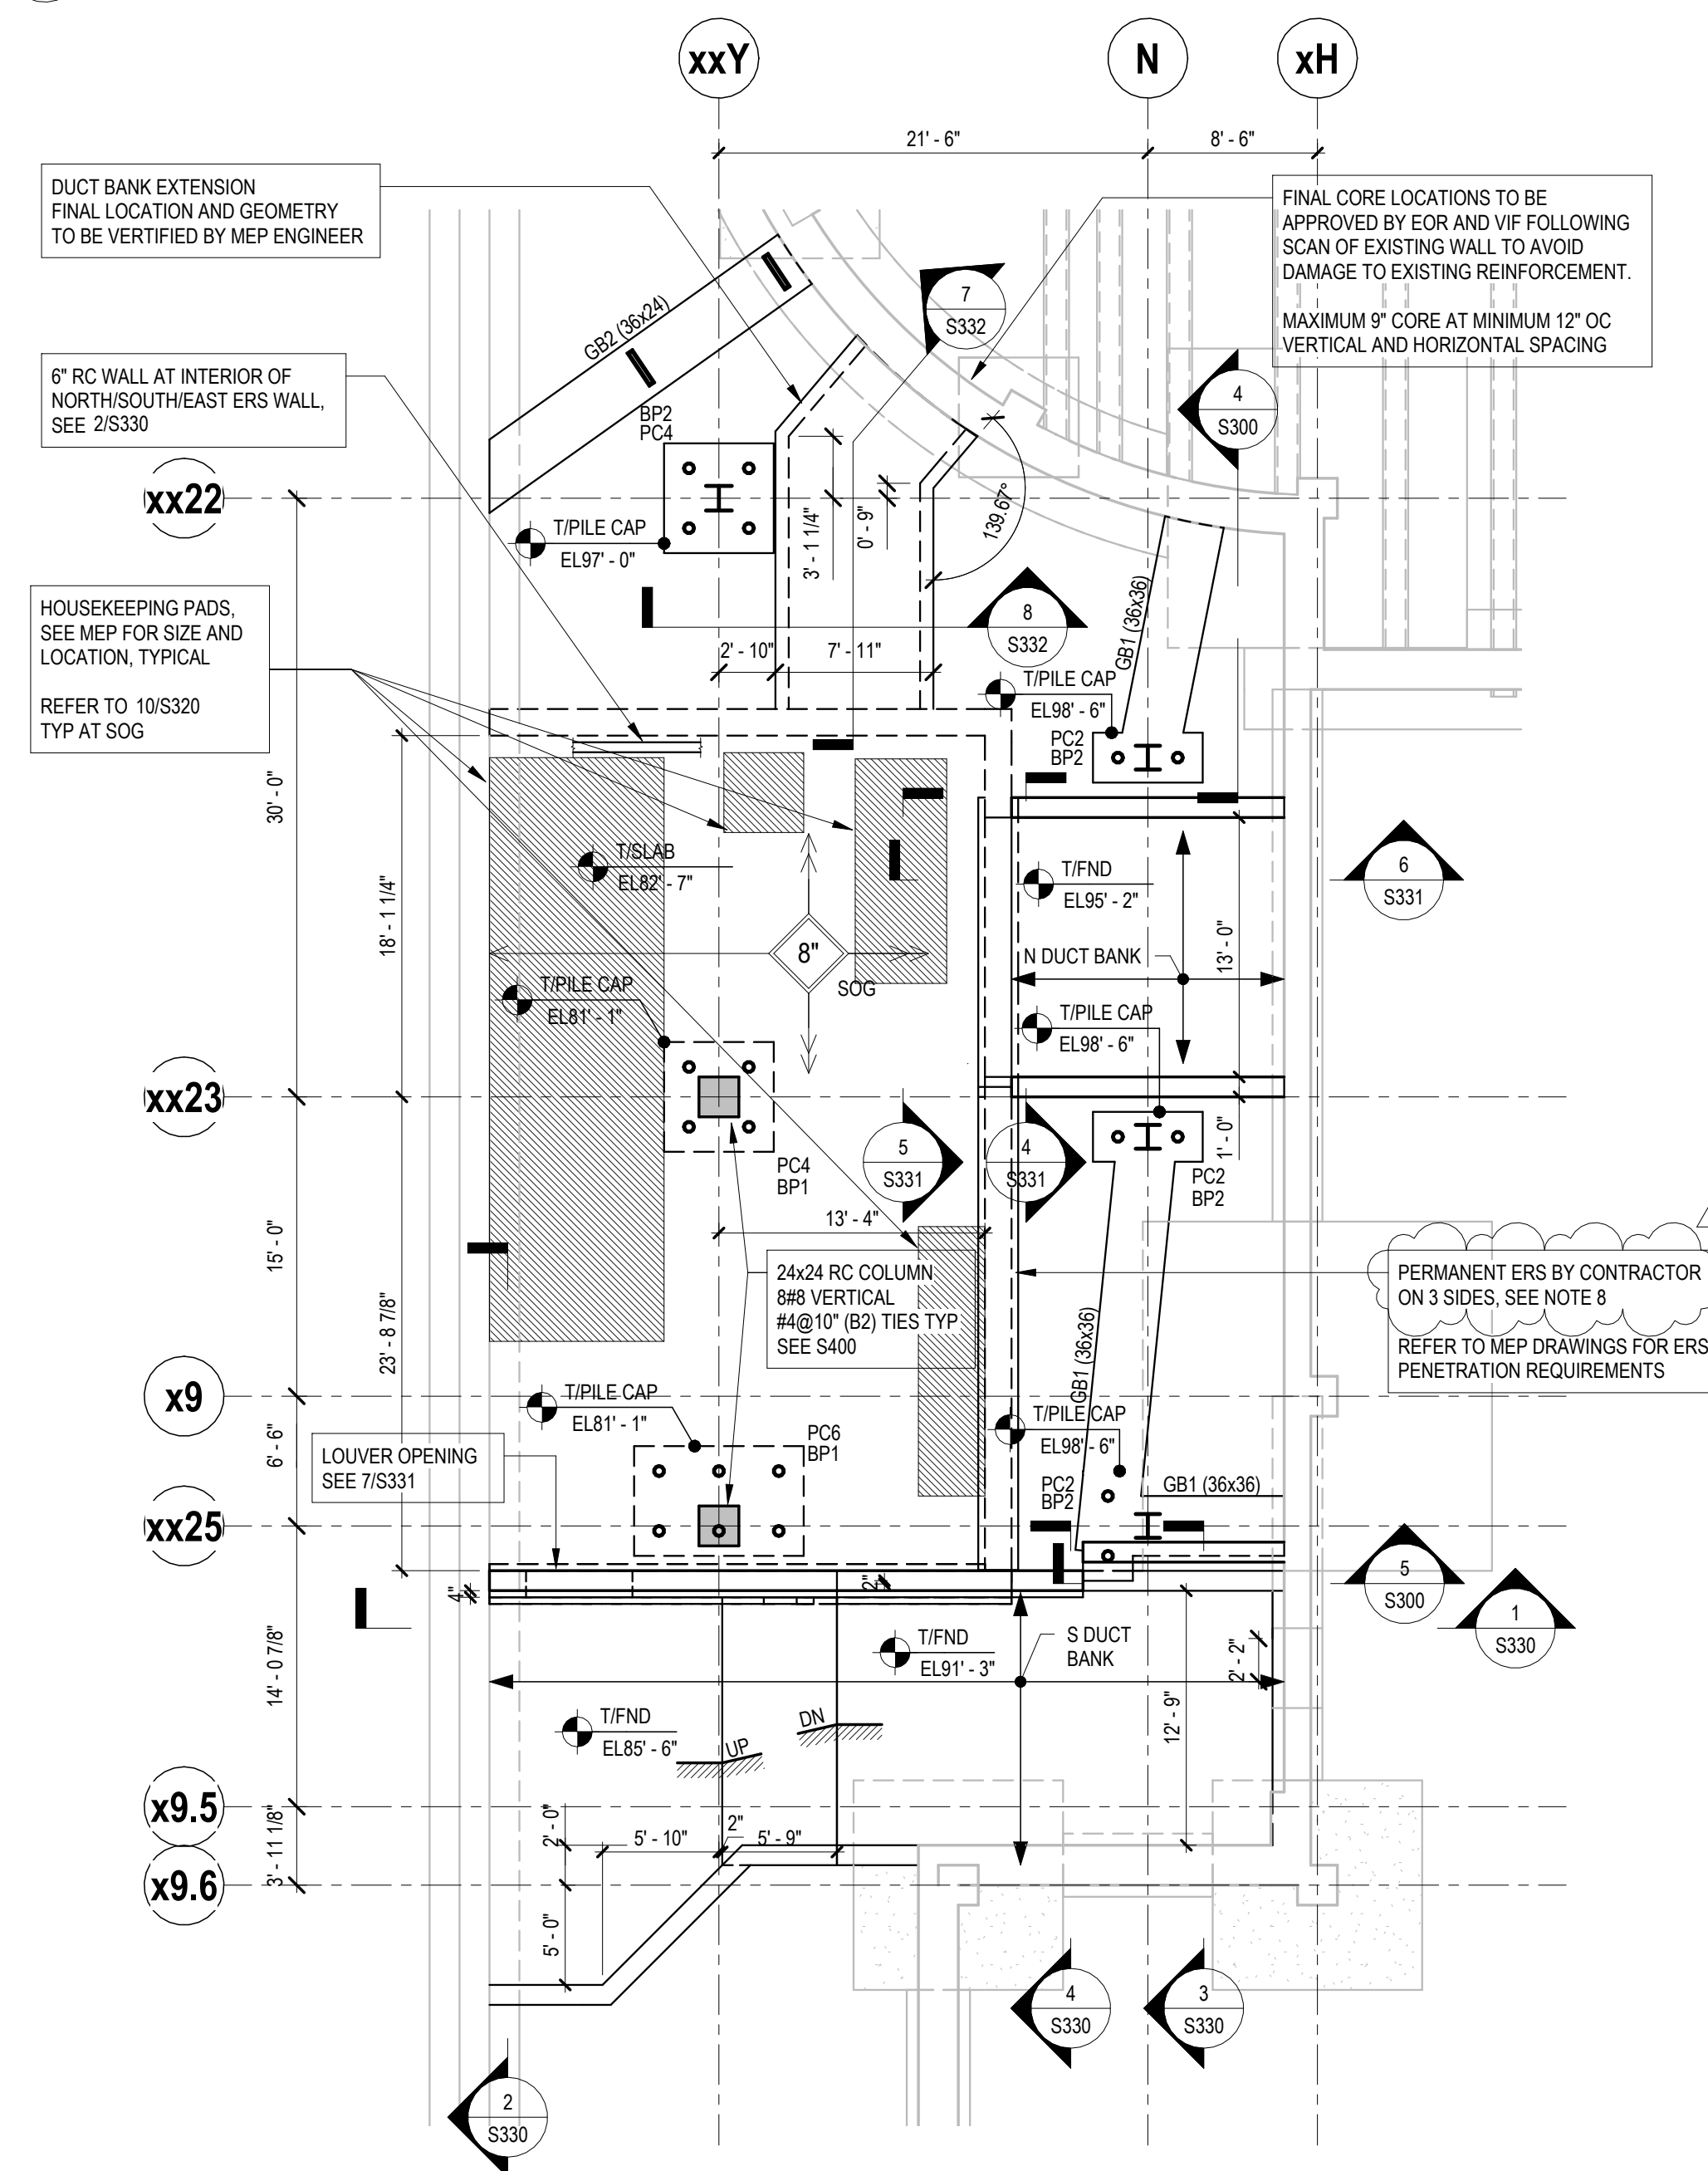 xxY
N
xH
21' - 6"
8' - 6"
DUCT BANK EXTENSION
FINAL LOCATION AND GEOMETRY
TO BE VERTIFIED BY MEP ENGINEER
FINAL CORE LOCATIONS TO BE
APPROVED BY EOR AND VIF FOLLOWING
SCAN OF EXISTING WALL TO AVOID
DAMAGE TO EXISTING REINFORCEMENT.
MAXIMUM 9" CORE AT MINIMUM 12" OC
VERTICAL AND HORIZONTAL SPACING
7
S332
GB2 (36x24)
6" RC WALL AT INTERIOR OF
NORTH/SOUTH/EAST ERS WALL,
SEE 2/S330
4
S300
BP2
PC4
xx22
T/PILE CAP
EL97' - 0"
3' - 1 1/4"
0' - 9"
139.67°
HOUSEKEEPING PADS,
SEE MEP FOR SIZE AND
LOCATION, TYPICAL
REFER TO 10/S320
TYP AT SOG
8
S332
GB1 (36x36)
2' - 10"
7' - 11"
T/PILE CAP
EL98' - 6"
PC2
BP2
30' - 0"
18' - 1 1/4"
T/SLAB
EL82' - 7"
T/FND
EL95' - 2"
6
S331
8"
SOG
N DUCT BANK
13' - 0"
T/PILE CAP
EL81' - 1"
T/PILE CAP
EL98' - 6"
xx23
1' - 0"
5
S331
4
S331
PC4
BP1
PC2
BP2
13' - 4"
15' - 0"
23' - 8 7/8"
24x24 RC COLUMN
8#8 VERTICAL
#4@10" (B2) TIES TYP
SEE S400
PERMANENT ERS BY CONTRACTOR
ON 3 SIDES, SEE NOTE 8
REFER TO MEP DRAWINGS FOR ERS
PENETRATION REQUIREMENTS
GB1 (36x36)
x9
T/PILE CAP
EL81' - 1"
T/PILE CAP
EL98' - 6"
6' - 6"
LOUVER OPENING
SEE 7/S331
PC6
BP1
PC2
BP2
GB1 (36x36)
xx25
5
S300
4"
2"
1
S330
14' - 0 7/8"
T/FND
EL91' - 3"
S DUCT
BANK
2' - 2"
T/FND
EL85' - 6"
DN
UP
12' - 9"
x9.5
3' - 11 1/8"
2' - 0"
5' - 10"
2"
5' - 9"
x9.6
5' - 0"
4
S330
3
S330
2
S330